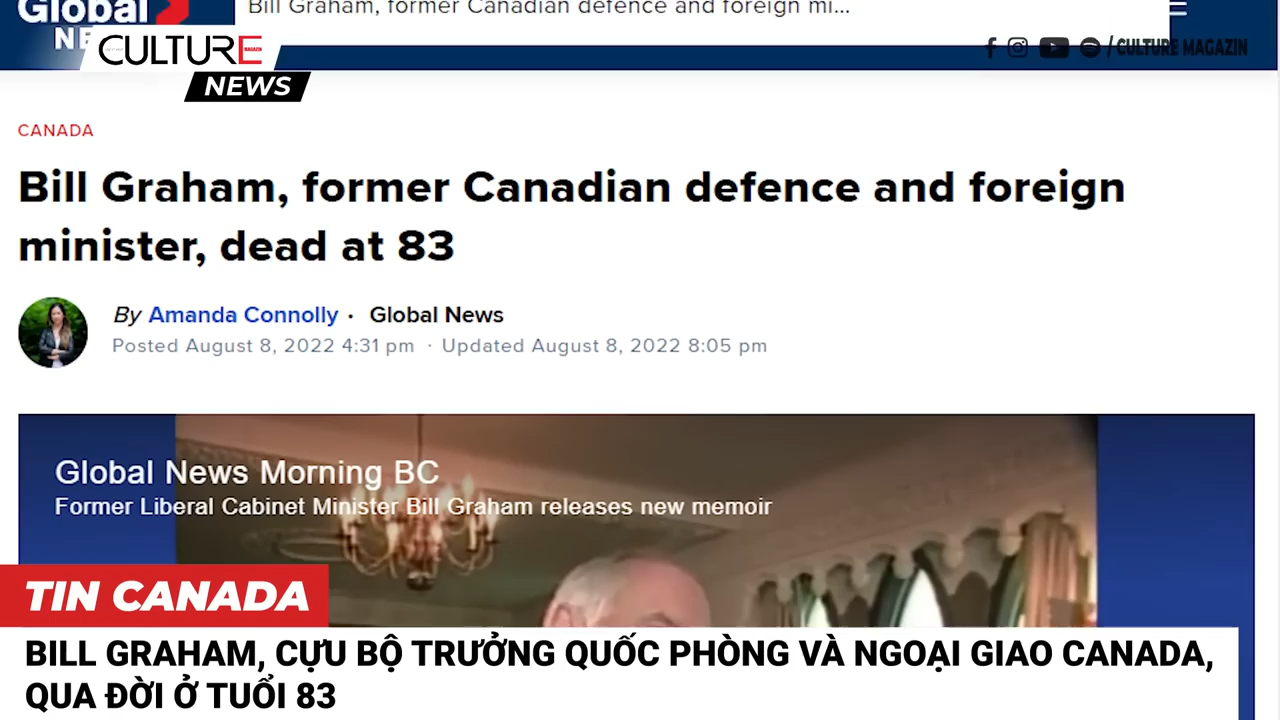 Global
Bill Graham, former Canadian defence and foreign mi...
NE
CULTURE
MAGAZIN
NEWS
/ CULTURE MAGAZIN
CANADA
Bill Graham, former Canadian defence and foreign
minister, dead at 83
By Amanda Connolly · Global News
Posted August 8, 2022 4:31 pm · Updated August 8, 2022 8:05 pm
Global News Morning BC
Former Liberal Cabinet Minister Bill Graham releases new memoir
TIN CANADA
BILL GRAHAM, CỰU BỘ TRƯỞNG QUỐC PHÒNG VÀ NGOẠI GIAO CANADA,
QUA ĐỜI Ở TUỔI 83